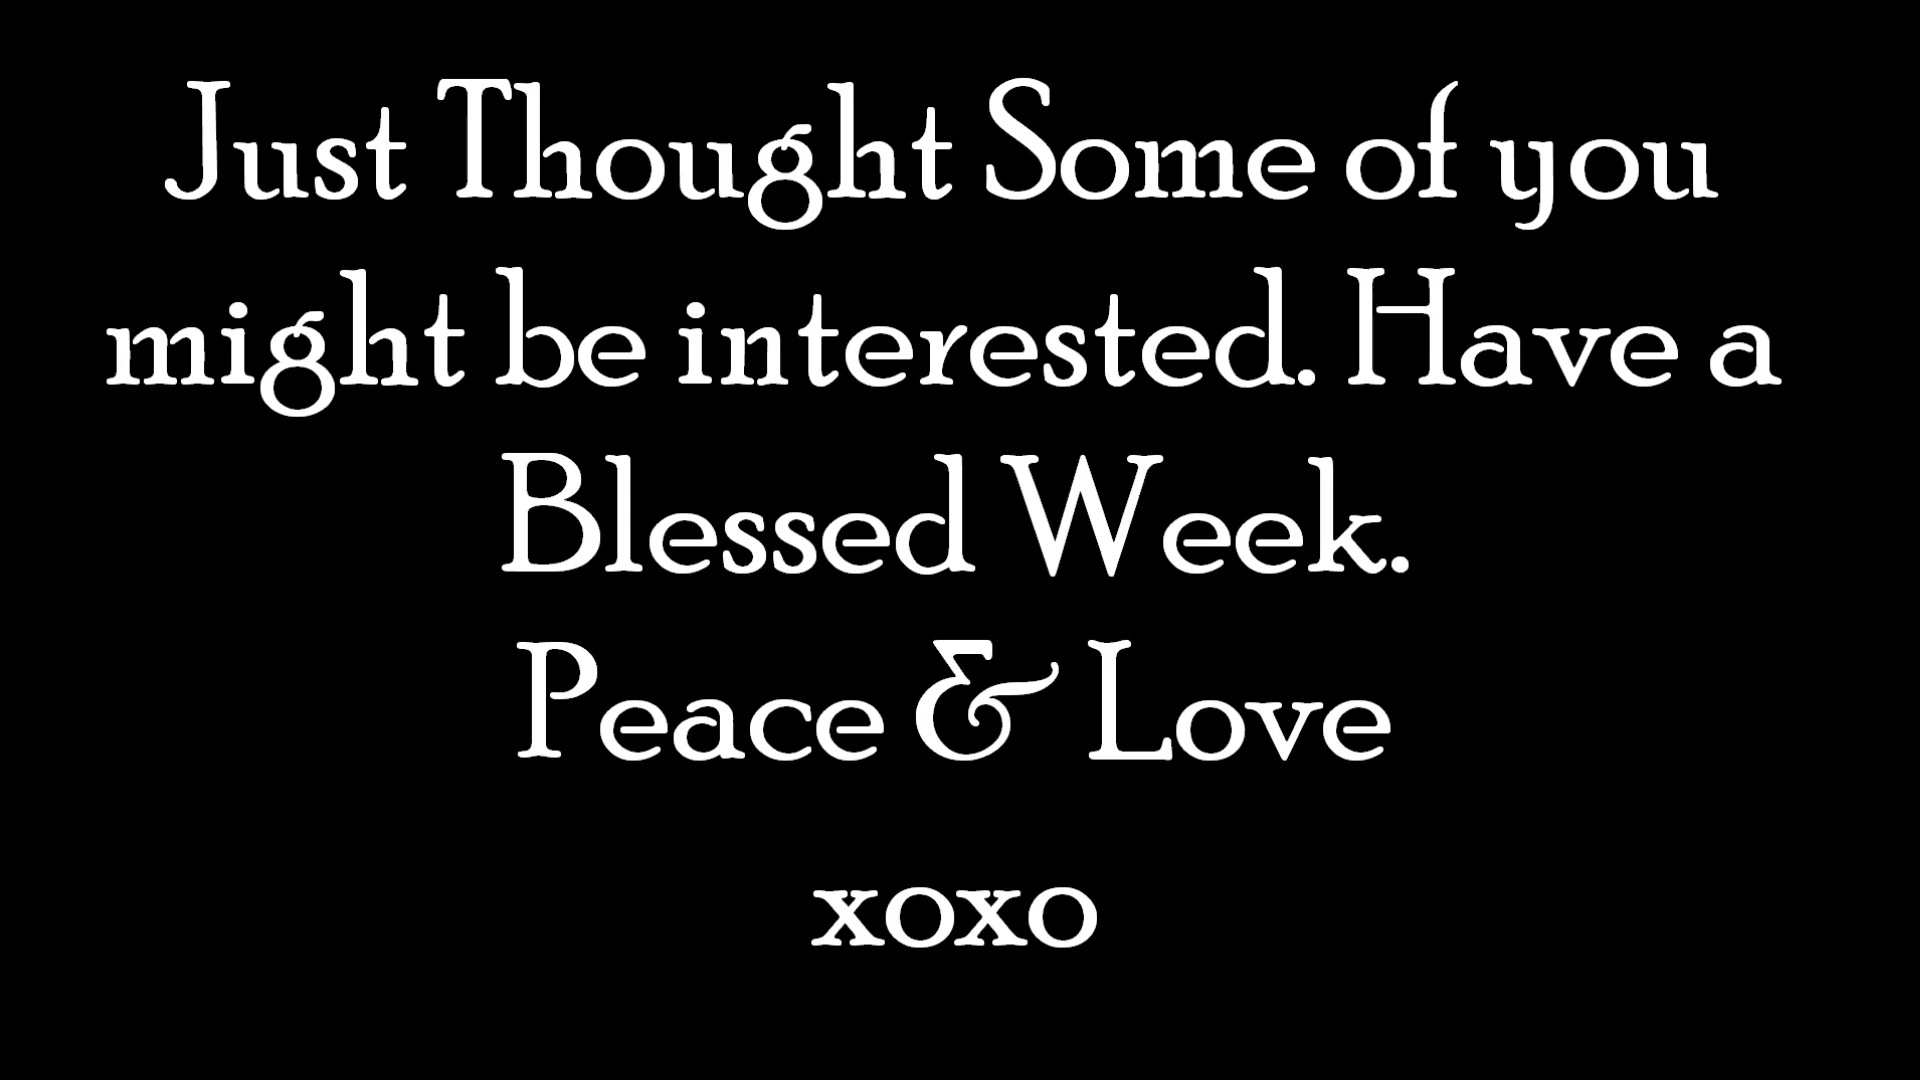 Just Thought Some of you
might be interested. Have a
Blessed Week.
Peace & Love
xoxo